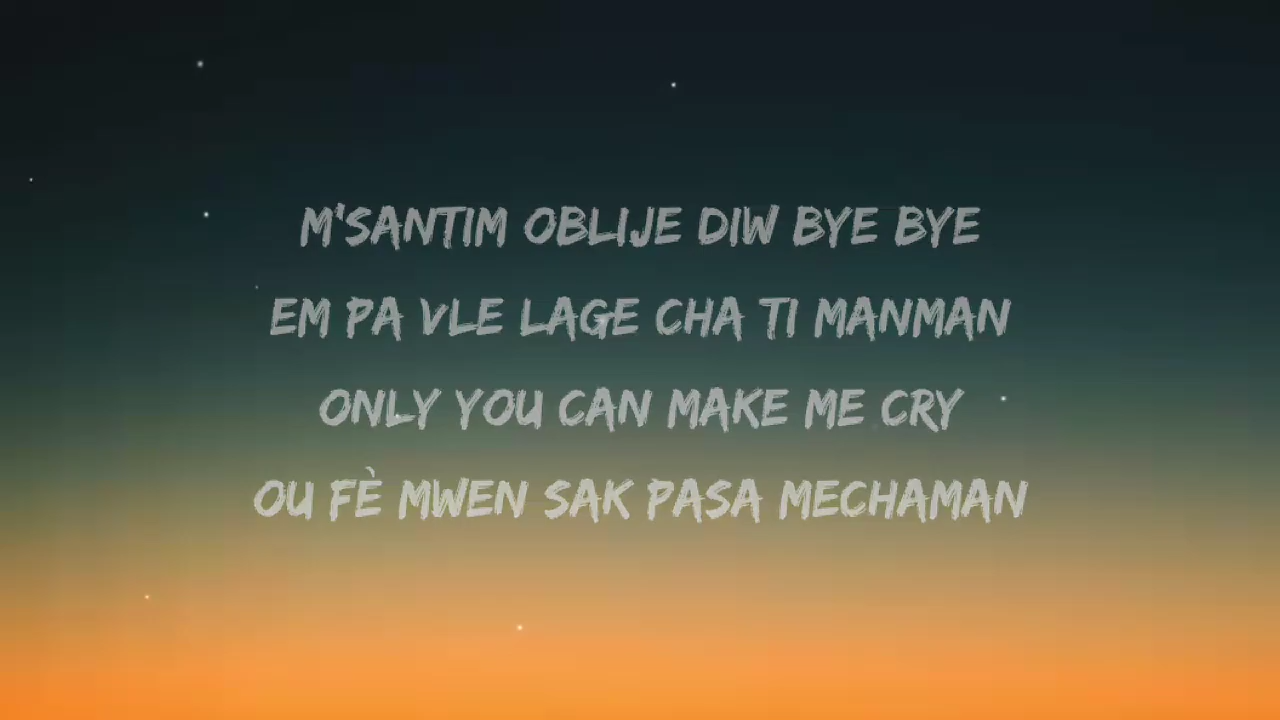 M'SANTIM OBLIJE DIW BYE BYE
EM PA VLE LAGE CHA TI MANMAN
ONLY YOU CAN MAKE ME CRY
OU FÈ MWEN SAK PASA MECHAMAN